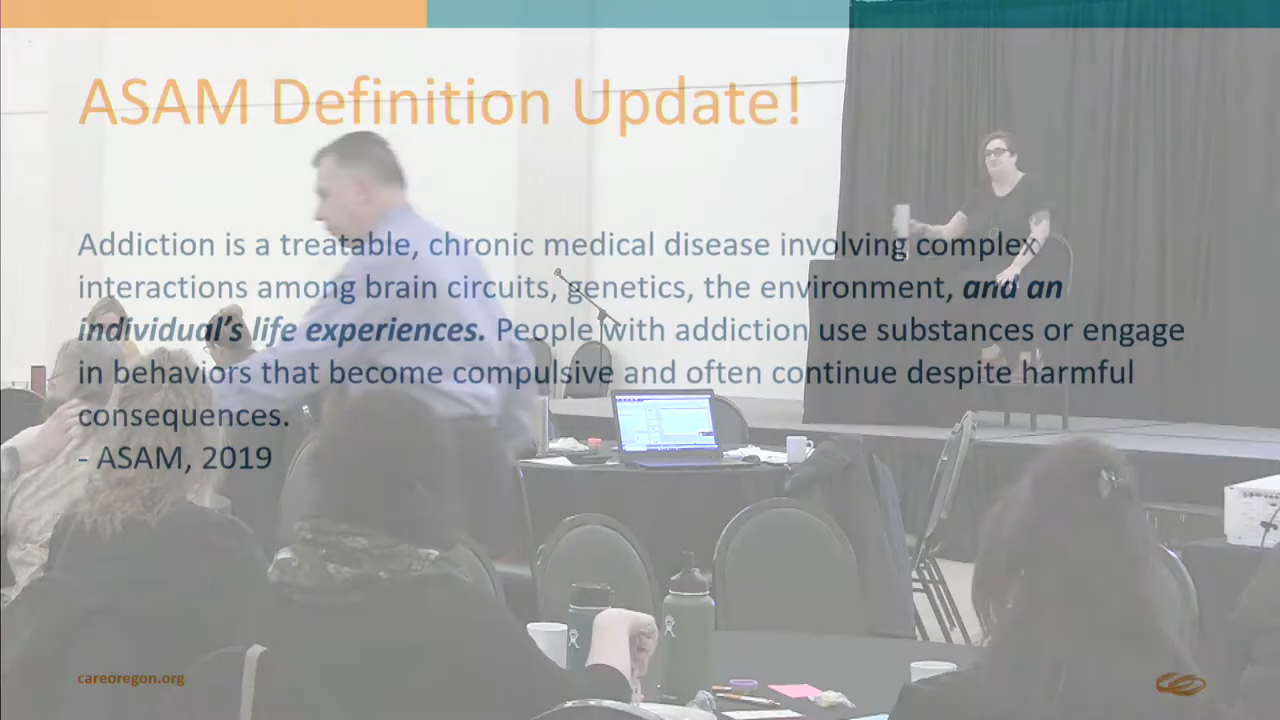 ASAM Definition Update!
Addiction is a treatable, chronic medical disease involving complex
interactions among brain circuits, genetics, the environment, and an
individual's life experiences. People with addiction use substances or engage
in behaviors that become compulsive and often continue despite harmful
consequences.
- ASAM, 2019
careoregon.org